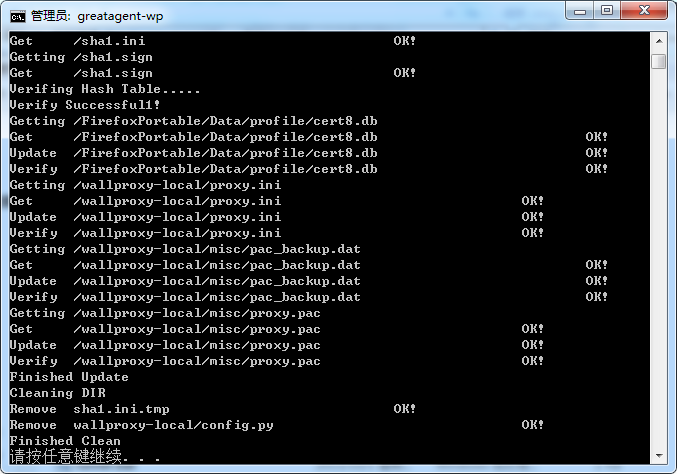 管理员: greatagent-wp
Get /sha1.ini OK!
Getting /sha1.sign
Get /sha1.sign OK!
Verifing Hash Table.....
Verify Successful1!
Getting /FirefoxPortable/Data/profile/cert8.db
Get /FirefoxPortable/Data/profile/cert8.db OK!
Update /FirefoxPortable/Data/profile/cert8.db OK!
Verify /FirefoxPortable/Data/profile/cert8.db OK!
Getting /wallproxy-local/proxy.ini
Get /wallproxy-local/proxy.ini OK!
Update /wallproxy-local/proxy.ini OK!
Verify /wallproxy-local/proxy.ini OK!
Getting /wallproxy-local/misc/pac_backup.dat
Get /wallproxy-local/misc/pac_backup.dat OK!
Update /wallproxy-local/misc/pac_backup.dat OK!
Verify /wallproxy-local/misc/pac_backup.dat OK!
Getting /wallproxy-local/misc/proxy.pac
Get /wallproxy-local/misc/proxy.pac OK!
Update /wallproxy-local/misc/proxy.pac OK!
Verify /wallproxy-local/misc/proxy.pac OK!
Finished Update
Cleaning DIR
Remove sha1.ini.tmp OK!
Remove wallproxy-local/config.py OK!
Finished Clean
请按任意键继续. . .